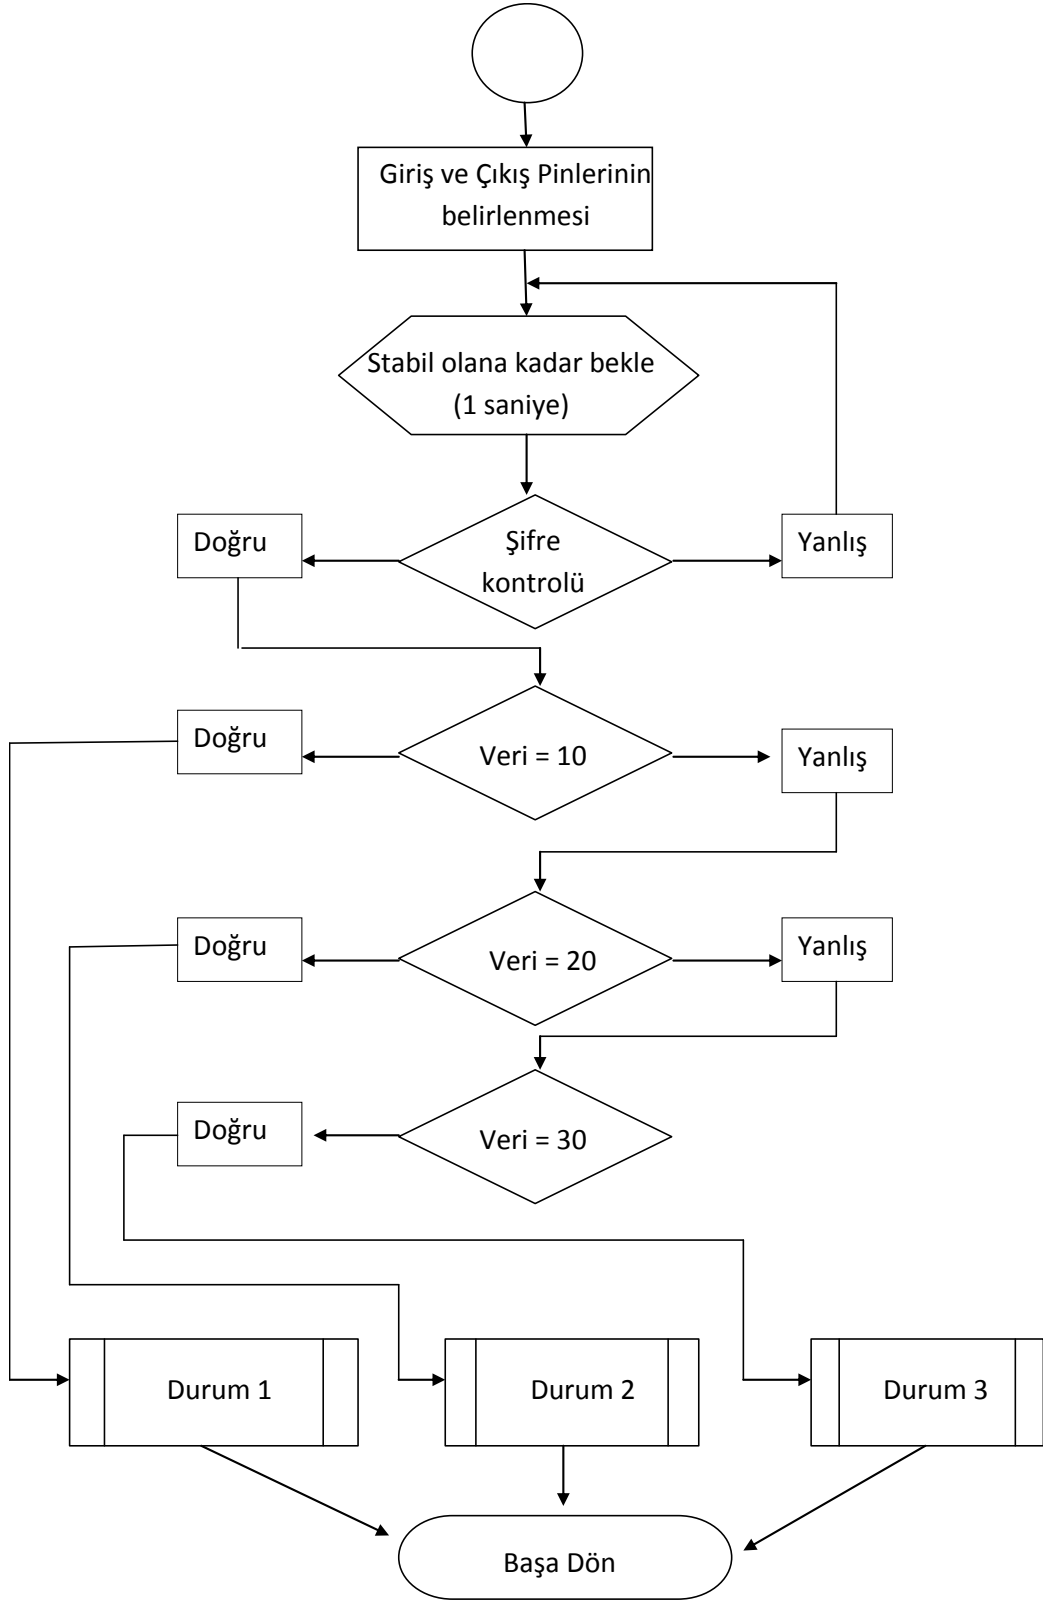 Giriş ve Çıkış Pinlerinin
belirlenmesi
Stabil olana kadar bekle
(1 saniye)
Doğru
Şifre
kontrolü
Yanlış
Doğru
Veri = 10
Yanlış
Doğru
Veri = 20
Yanlış
Doğru
Veri = 30
Durum 1
Durum 2
Durum 3
Başa Dön